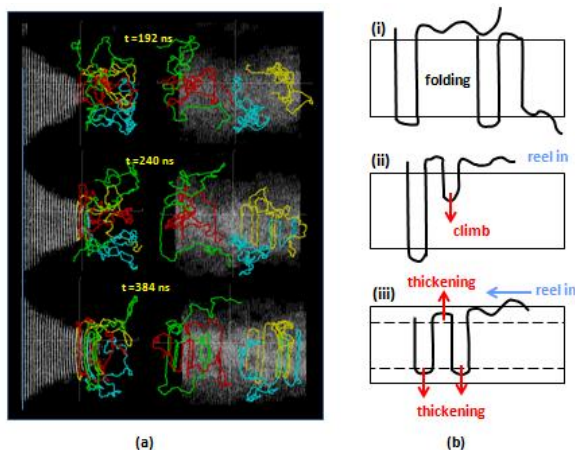 t =192 ns
t =240 ns
t =384 ns
(a)
(i)
folding
(ii)
reel in
climb
(iii)
thickening
reel in
thickening
(b)